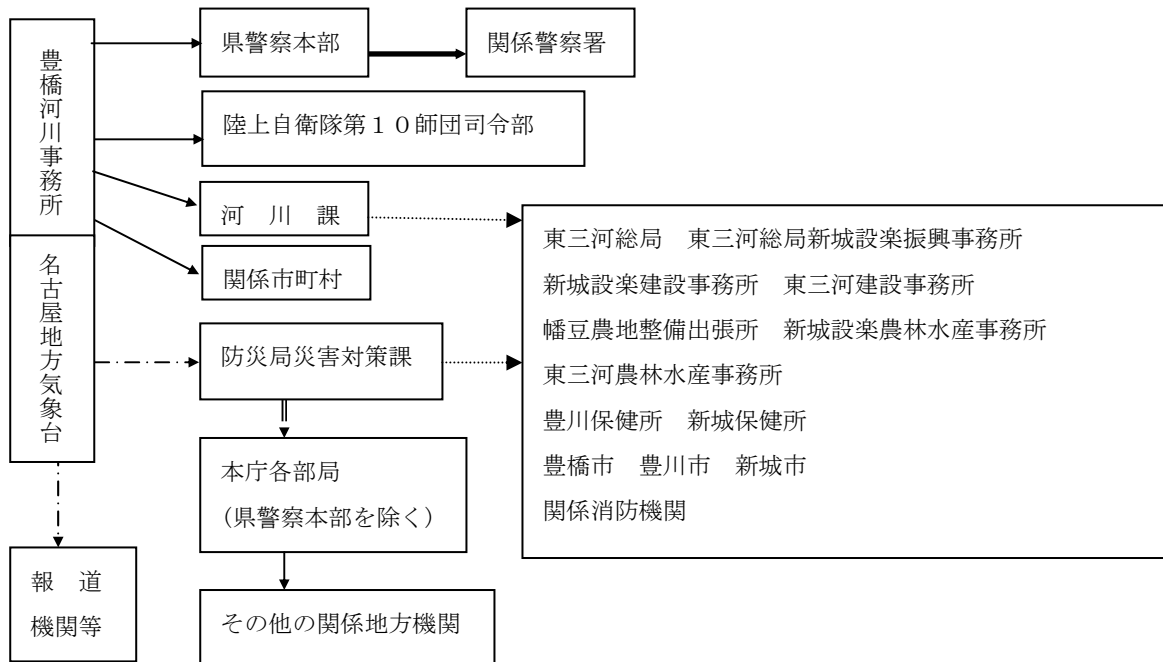 豊橋河川事務所
名古屋地方気象台
報　道
機関等
県警察本部
関係警察署
陸上自衛隊第１０師団司令部
河　川　課
関係市町村
防災局災害対策課
本庁各部局
（県警察本部を除く）
その他の関係地方機関
東三河総局　東三河総局新城設楽振興事務所
新城設楽建設事務所　東三河建設事務所
幡豆農地整備出張所　新城設楽農林水産事務所
東三河農林水産事務所
豊川保健所　新城保健所
豊橋市　豊川市　新城市
関係消防機関